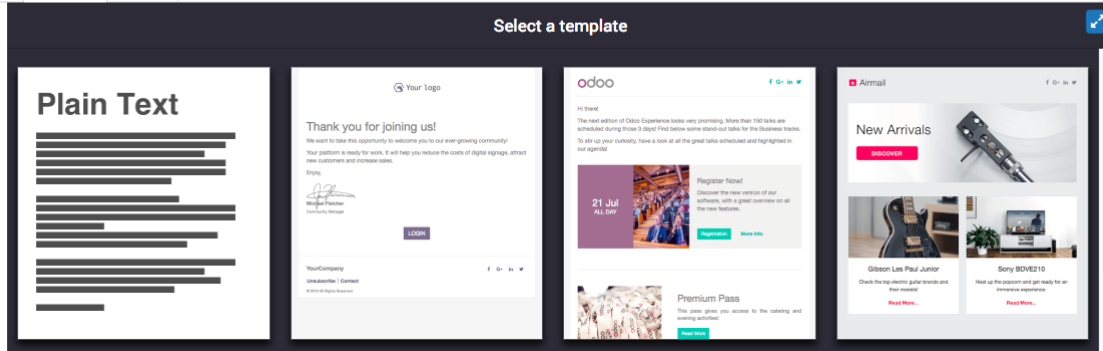 Select a template
Plain Text
Your logo
Thank you for joining us!
We want to take this opportunity to welcome you to our ever-growing community!
Your platform is ready for work. It will help you reduce the costs of digital signage, attract
new customers and increase sales.
Enjoy,
Michael Fletcher
Community Manager
LOGIN
YourCompany
Unsubscribe | Contact
© 2018 All Rights Reserved
odoo
Hi there!
The next edition of Odoo Experience looks very promising. More than 150 talks are
scheduled during those 3 days! Find below some stand-out talks for the Business tracks.
To stir up your curiosity, have a look at all the great talks scheduled and highlighted in
our agenda!
21 Jul
ALL DAY
Register Now!
Discover the new version of our
software, with a great overview on all
the new features.
Registration More info
Premium Pass
This pass gives you access to the catering and
evening activities!
Read More
Airmail
New Arrivals
DISCOVER
Gibson Les Paul Junior
Check the top electric guitar brands and
their models!
Read More...
Sony BDVE210
Heat up the popcorn and get ready for an
immersive experience.
Read More...